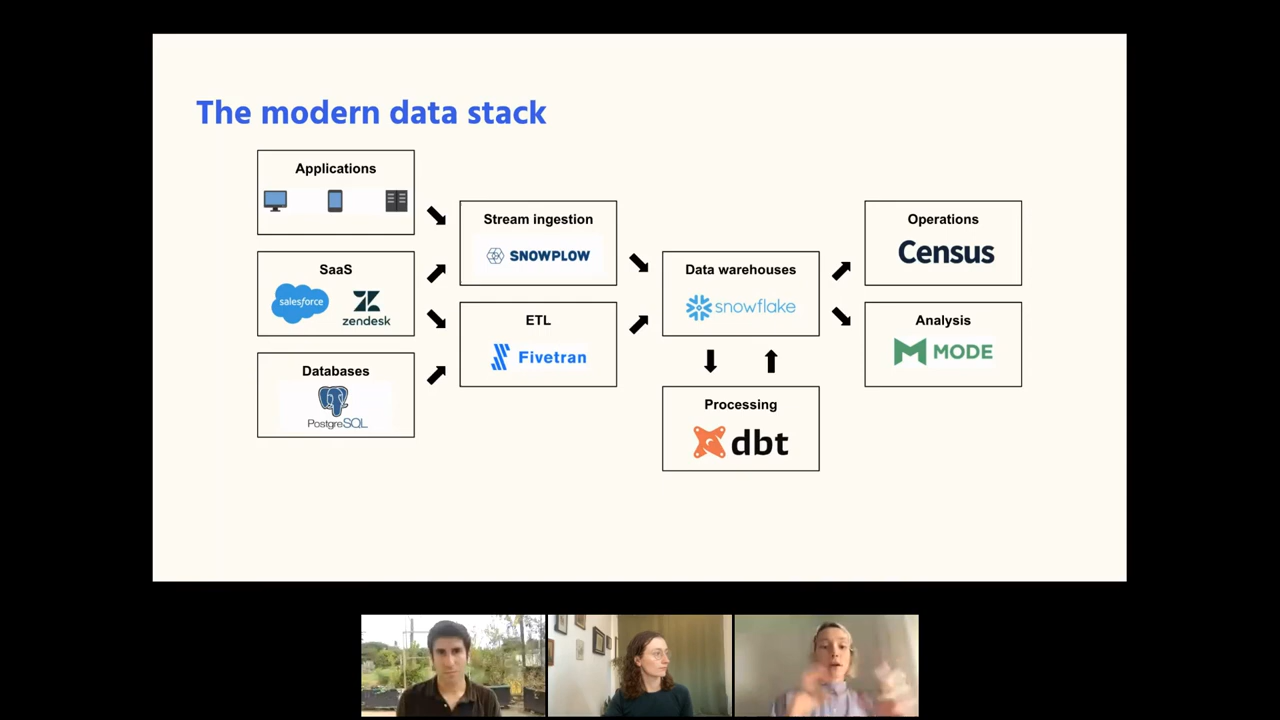 The modern data stack
Applications
SaaS
salesforce
zendesk
Databases
PostgreSQL
Stream ingestion
SNOWPLOW
ETL
Fivetran
Data warehouses
snowflake
Processing
dbt
Operations
Census
Analysis
MODE